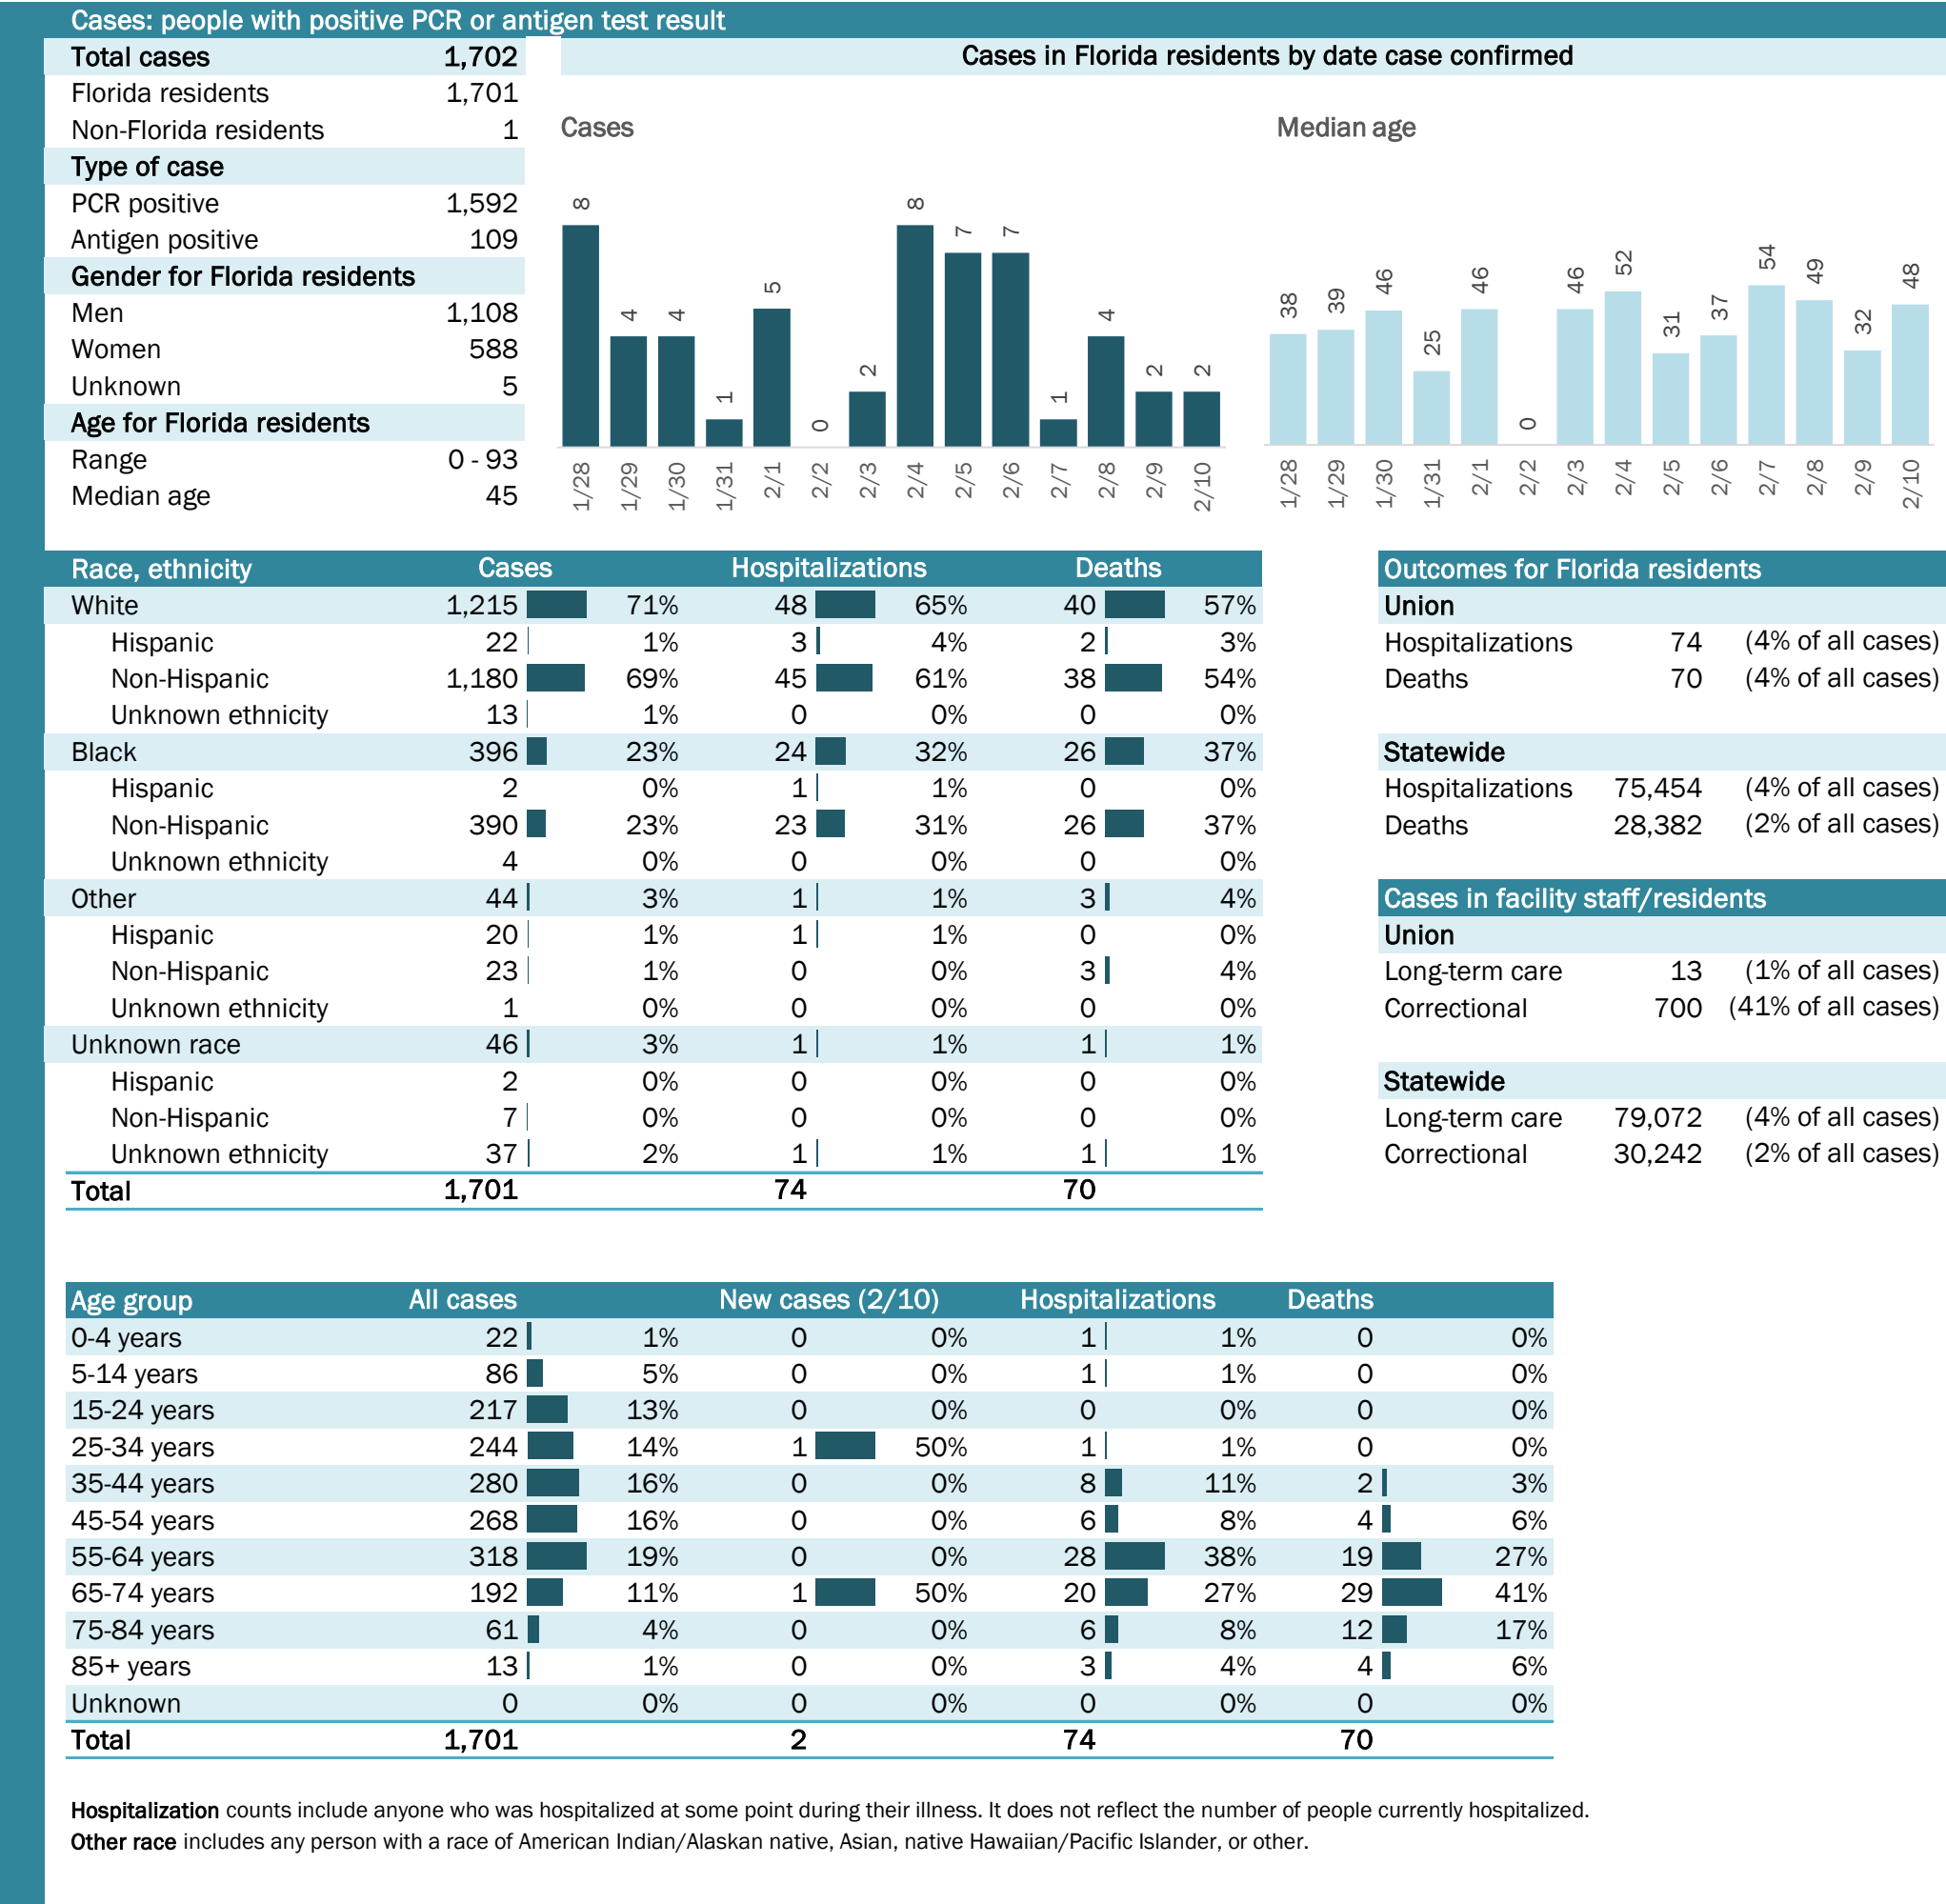 Cases: people with positive PCR or antigen test result
Total cases 1,702
Florida residents 1,701
Non-Florida residents 1
Type of case
PCR positive 1,592
Antigen positive 109
Gender for Florida residents
Men 1,108
Women 588
Unknown 5
Age for Florida residents
Range 0 - 93
Median age 45
Cases in Florida residents by date case confirmed
Cases
8 4 4 1 5 0 2 8 7 7 1 4 2 2
1/28 1/29 1/30 1/31 2/1 2/2 2/3 2/4 2/5 2/6 2/7 2/8 2/9 2/10
Median age
38 39 46 25 46 0 46 52 31 37 54 49 32 48
1/28 1/29 1/30 1/31 2/1 2/2 2/3 2/4 2/5 2/6 2/7 2/8 2/9 2/10
Race, ethnicity Cases Hospitalizations Deaths
White 1,215 71% 48 65% 40 57%
Hispanic 22 1% 3 4% 2 3%
Non-Hispanic 1,180 69% 45 61% 38 54%
Unknown ethnicity 13 1% 0 0% 0 0%
Black 396 23% 24 32% 26 37%
Hispanic 2 0% 1 1% 0 0%
Non-Hispanic 390 23% 23 31% 26 37%
Unknown ethnicity 4 0% 0 0% 0 0%
Other 44 3% 1 1% 3 4%
Hispanic 20 1% 1 1% 0 0%
Non-Hispanic 23 1% 0 0% 3 4%
Unknown ethnicity 1 0% 0 0% 0 0%
Unknown race 46 3% 1 1% 1 1%
Hispanic 2 0% 0 0% 0 0%
Non-Hispanic 7 0% 0 0% 0 0%
Unknown ethnicity 37 2% 1 1% 1 1%
Total 1,701 74 70
Outcomes for Florida residents
Union
Hospitalizations 74 (4% of all cases)
Deaths 70 (4% of all cases)
Statewide
Hospitalizations 75,454 (4% of all cases)
Deaths 28,382 (2% of all cases)
Cases in facility staff/residents
Union
Long-term care 13 (1% of all cases)
Correctional 700 (41% of all cases)
Statewide
Long-term care 79,072 (4% of all cases)
Correctional 30,242 (2% of all cases)
Age group All cases New cases (2/10) Hospitalizations Deaths
0-4 years 22 1% 0 0% 1 1% 0 0%
5-14 years 86 5% 0 0% 1 1% 0 0%
15-24 years 217 13% 0 0% 0 0% 0 0%
25-34 years 244 14% 1 50% 1 1% 0 0%
35-44 years 280 16% 0 0% 8 11% 2 3%
45-54 years 268 16% 0 0% 6 8% 4 6%
55-64 years 318 19% 0 0% 28 38% 19 27%
65-74 years 192 11% 1 50% 20 27% 29 41%
75-84 years 61 4% 0 0% 6 8% 12 17%
85+ years 13 1% 0 0% 3 4% 4 6%
Unknown 0 0% 0 0% 0 0% 0 0%
Total 1,701 2 74 70
Hospitalization counts include anyone who was hospitalized at some point during their illness. It does not reflect the number of people currently hospitalized.
Other race includes any person with a race of American Indian/Alaskan native, Asian, native Hawaiian/Pacific Islander, or other.